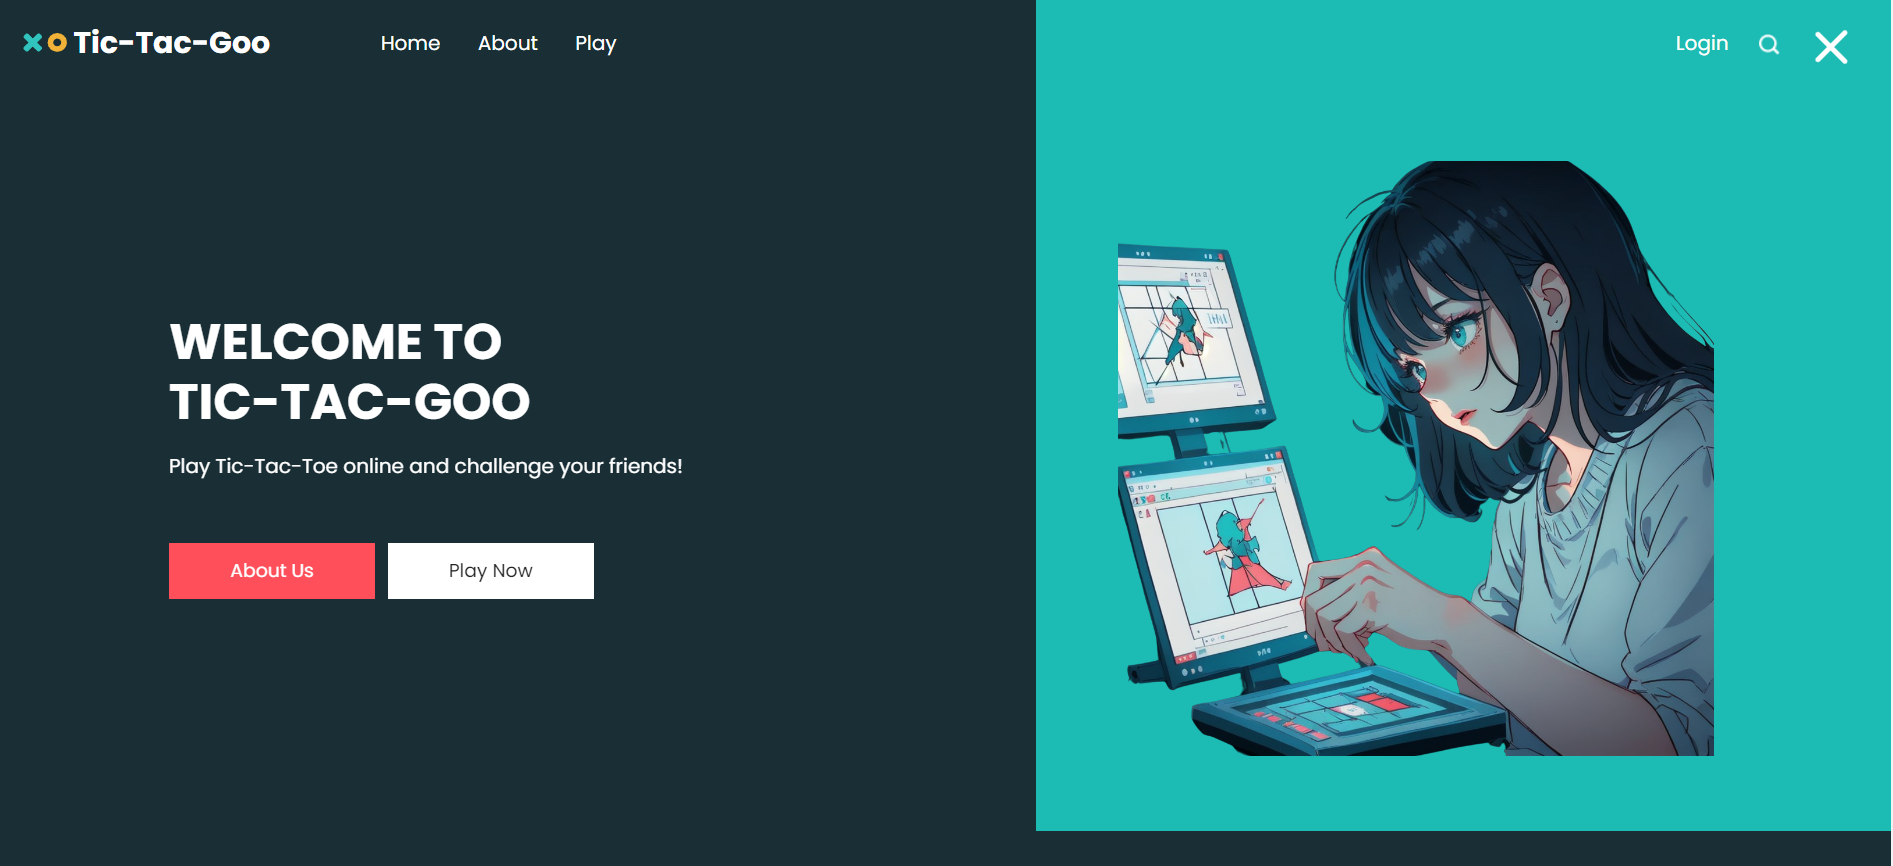 Tic-Tac-Goo
Home About Play
Login
WELCOME TO
TIC-TAC-GOO
Play Tic-Tac-Toe online and challenge your friends!
About Us
Play Now